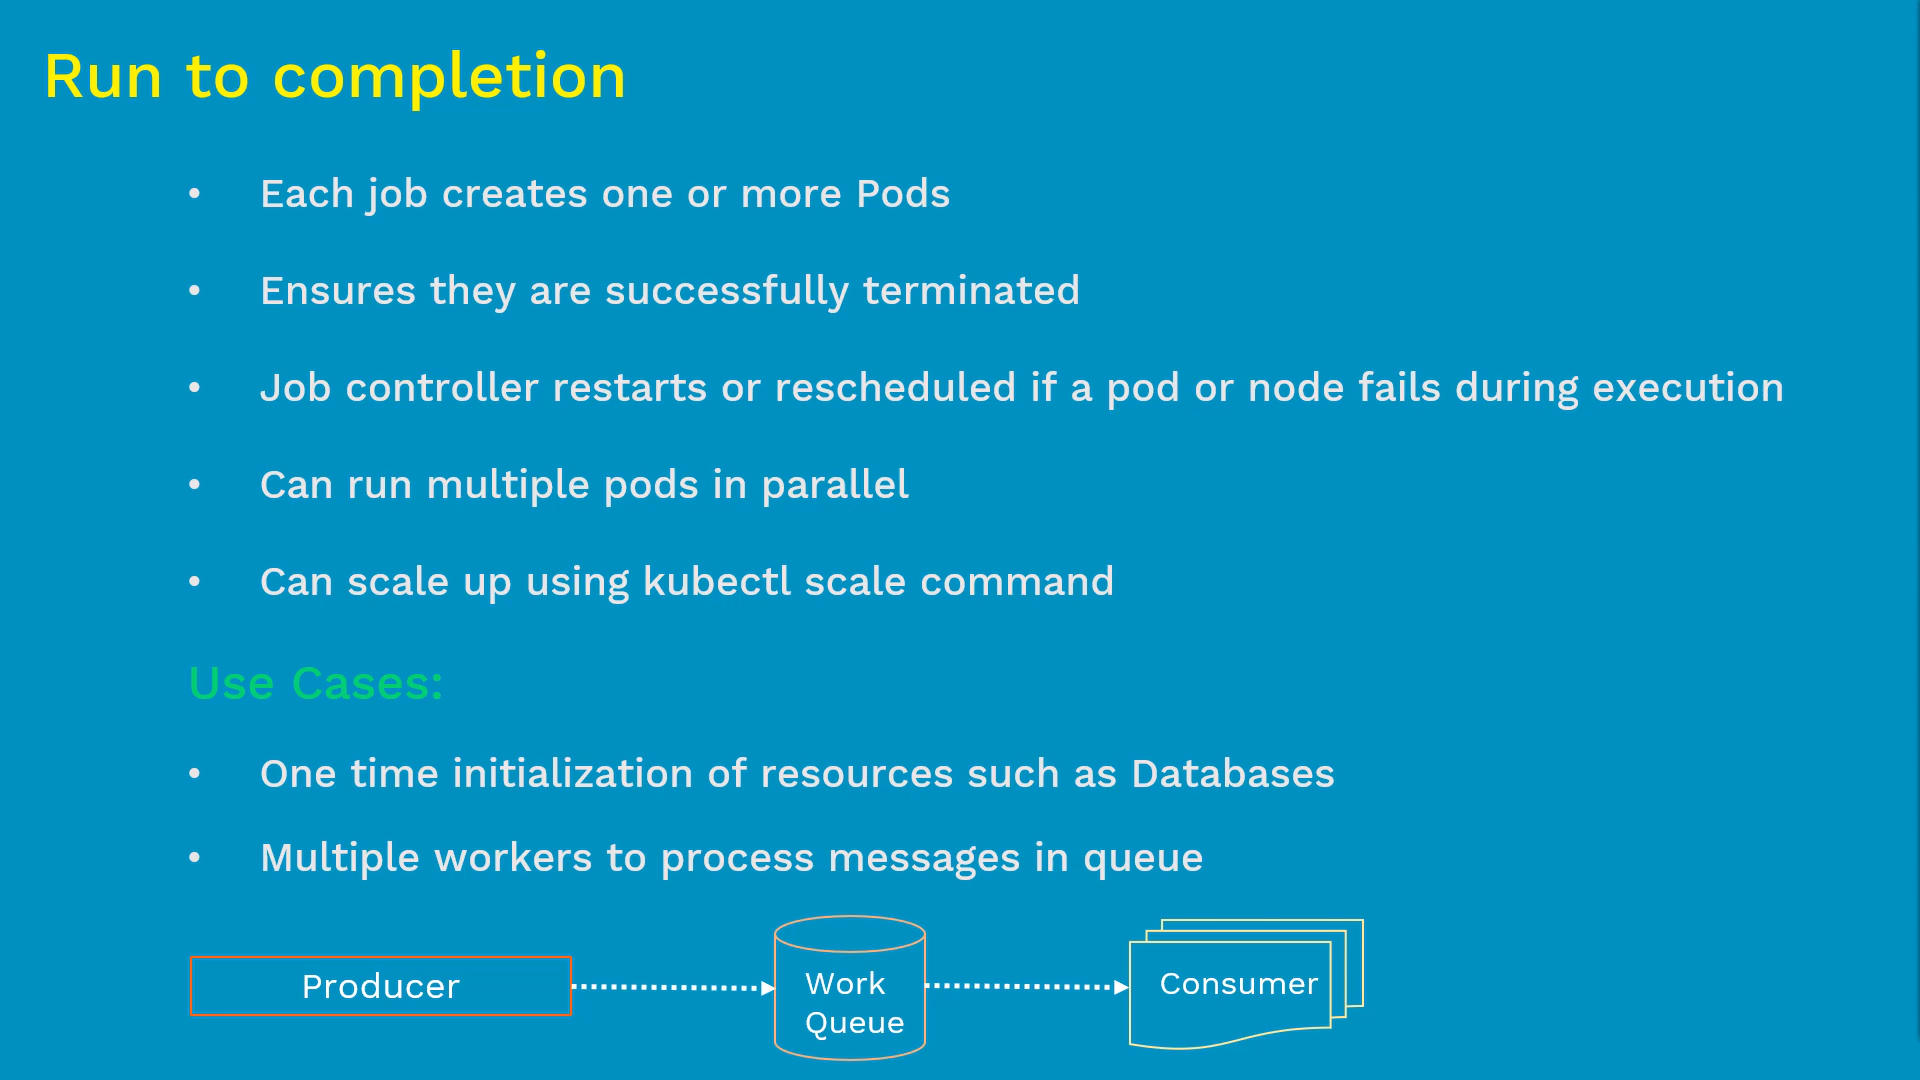 Run to completion
• Each job creates one or more Pods
• Ensures they are successfully terminated
• Job controller restarts or rescheduled if a pod or node fails during execution
• Can run multiple pods in parallel
• Can scale up using kubectl scale command
Use Cases:
• One time initialization of resources such as Databases
• Multiple workers to process messages in queue
Producer
Work
Queue
Consumer